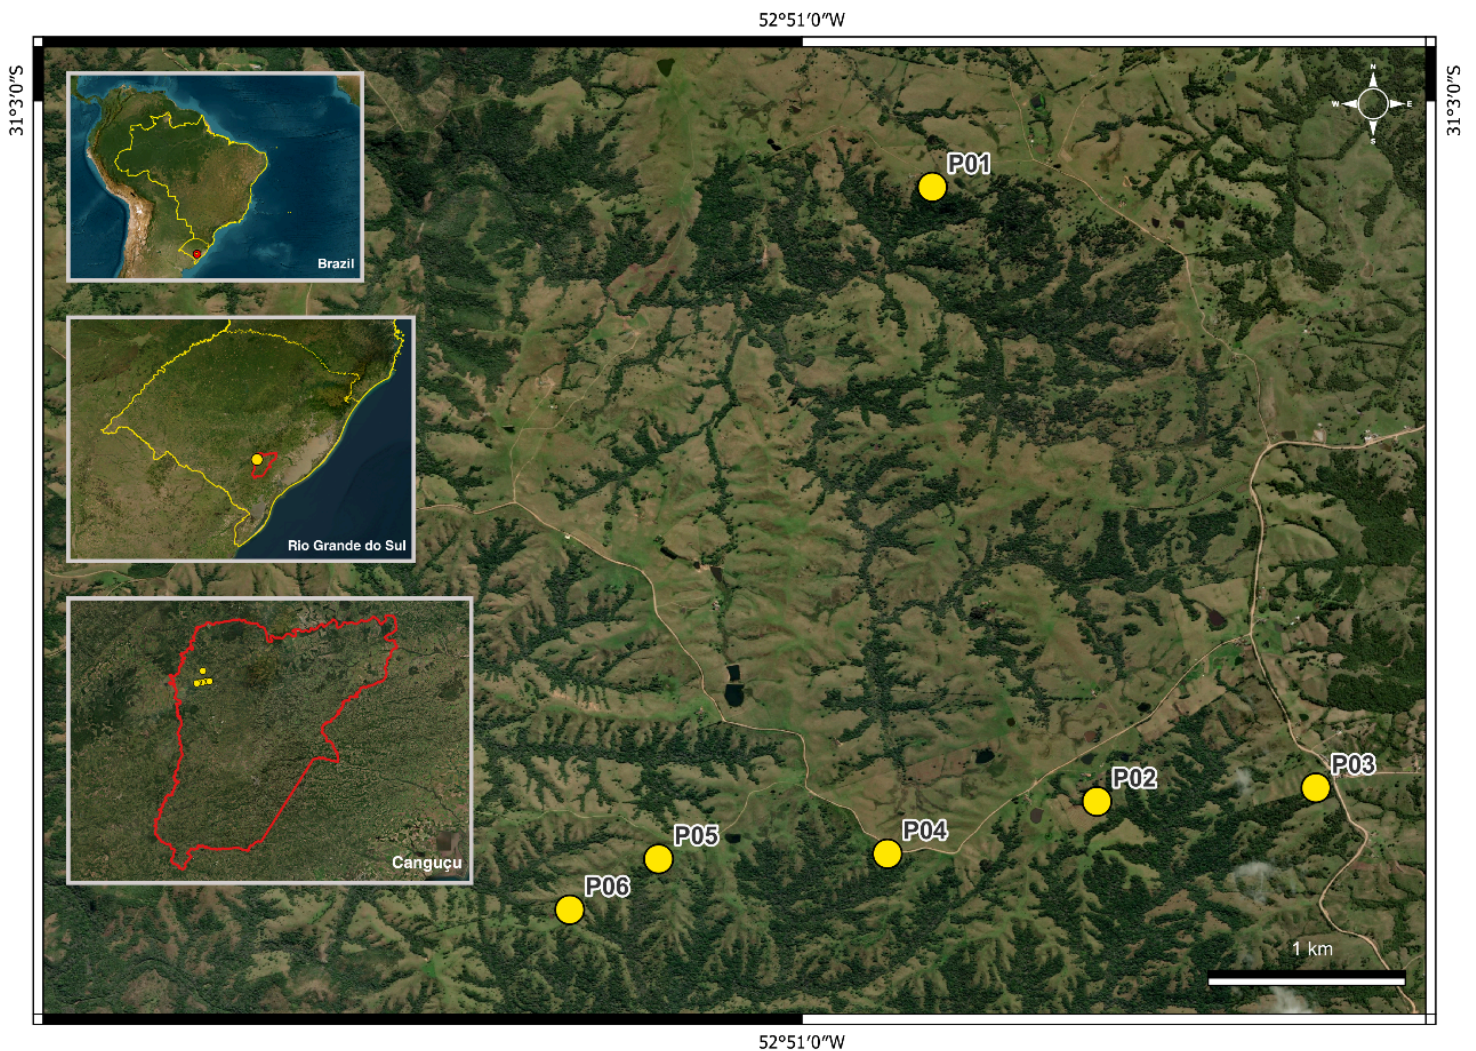 52°51′0″W
31°3′0″S
31°3′0″S
N
W
E
S
Brazil
P01
Rio Grande do Sul
Canguçu
P03
P02
P04
P05
P06
1 km
52°51′0″W